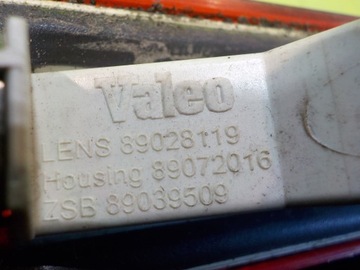 Valeo
LENS 89028119
Housing 89072016
ZSB 89039509